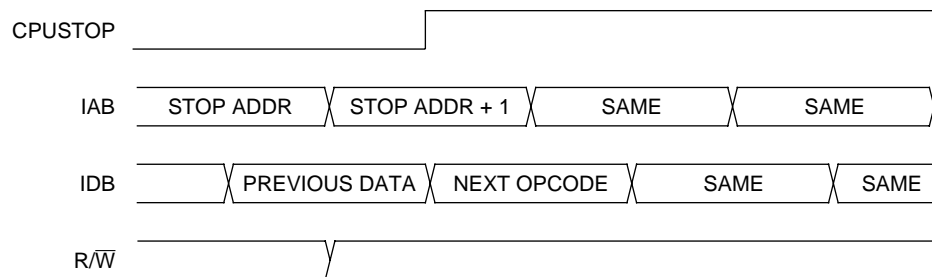 CPUSTOP
IAB STOP ADDR STOP ADDR + 1 SAME SAME
IDB PREVIOUS DATA NEXT OPCODE SAME SAME
R/W̅